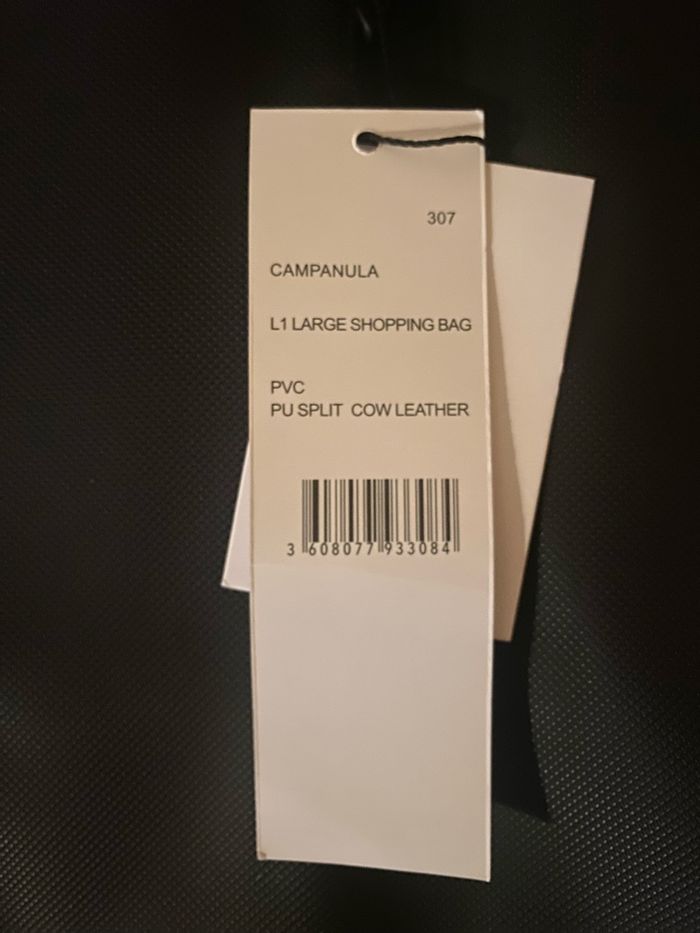 307
CAMPANULA
L1 LARGE SHOPPING BAG
PVC
PU SPLIT COW LEATHER
3 608077 933084